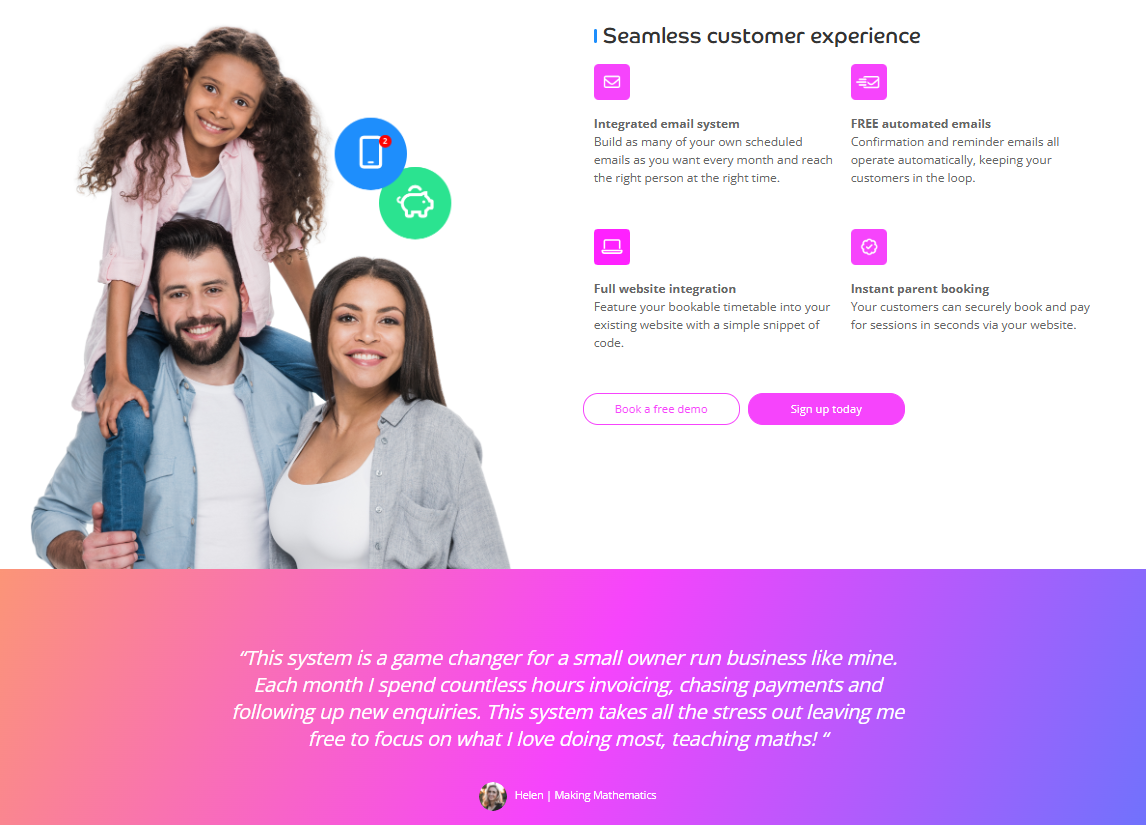 Seamless customer experience
2
Integrated email system
Build as many of your own scheduled
emails as you want every month and reach
the right person at the right time.
FREE automated emails
Confirmation and reminder emails all
operate automatically, keeping your
customers in the loop.
Full website integration
Feature your bookable timetable into your
existing website with a simple snippet of
code.
Instant parent booking
Your customers can securely book and pay
for sessions in seconds via your website.
Book a free demo
Sign up today
“This system is a game changer for a small owner run business like mine.
Each month I spend countless hours invoicing, chasing payments and
following up new enquiries. This system takes all the stress out leaving me
free to focus on what I love doing most, teaching maths! “
Helen | Making Mathematics